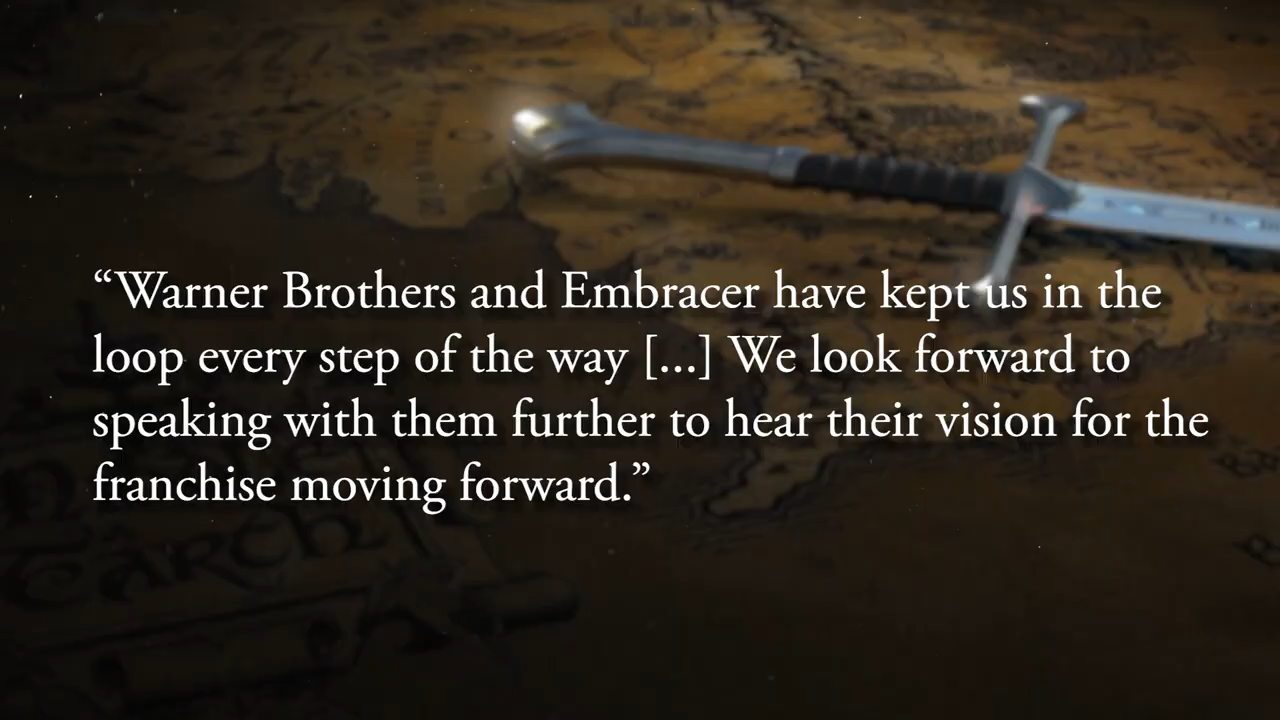 “Warner Brothers and Embracer have kept us in the
loop every step of the way [...] We look forward to
speaking with them further to hear their vision for the
franchise moving forward.”